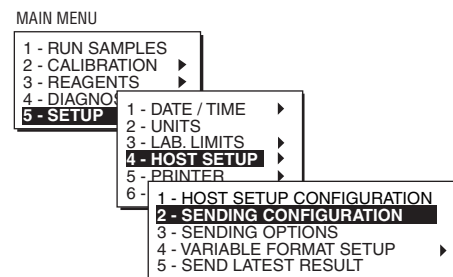 MAIN MENU
1 - RUN SAMPLES
2 - CALIBRATION
3 - REAGENTS
4 - DIAGNOS
5 - SETUP
1 - DATE / TIME
2 - UNITS
3 - LAB. LIMITS
4 - HOST SETUP
5 - PRINTER
6 -
1 - HOST SETUP CONFIGURATION
2 - SENDING CONFIGURATION
3 - SENDING OPTIONS
4 - VARIABLE FORMAT SETUP
5 - SEND LATEST RESULT